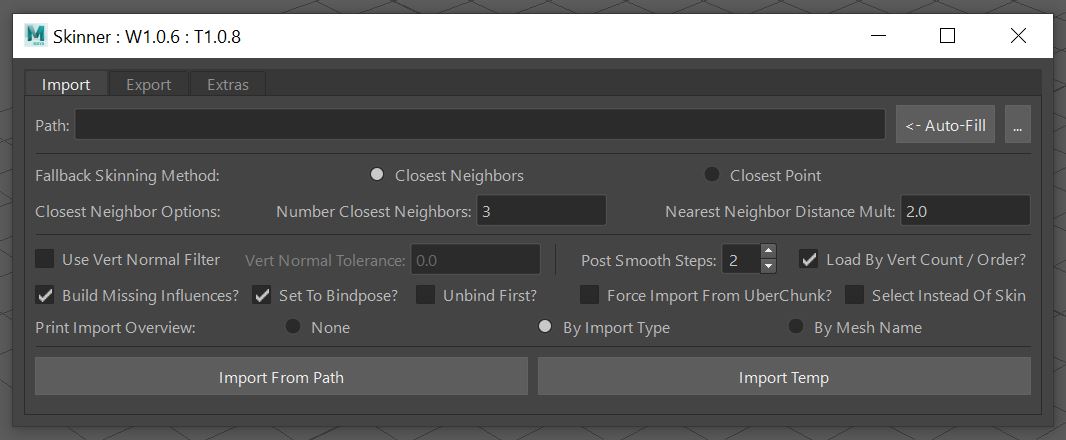 Skinner : W1.0.6 : T1.0.8
Import Export Extras
Path: <- Auto-Fill ...
Fallback Skinning Method: Closest Neighbors Closest Point
Closest Neighbor Options: Number Closest Neighbors: 3 Nearest Neighbor Distance Mult: 2.0
Use Vert Normal Filter Vert Normal Tolerance: 0.0 Post Smooth Steps: 2 Load By Vert Count / Order?
Build Missing Influences? Set To Bindpose? Unbind First? Force Import From UberChunk? Select Instead Of Skin
Print Import Overview: None By Import Type By Mesh Name
Import From Path Import Temp